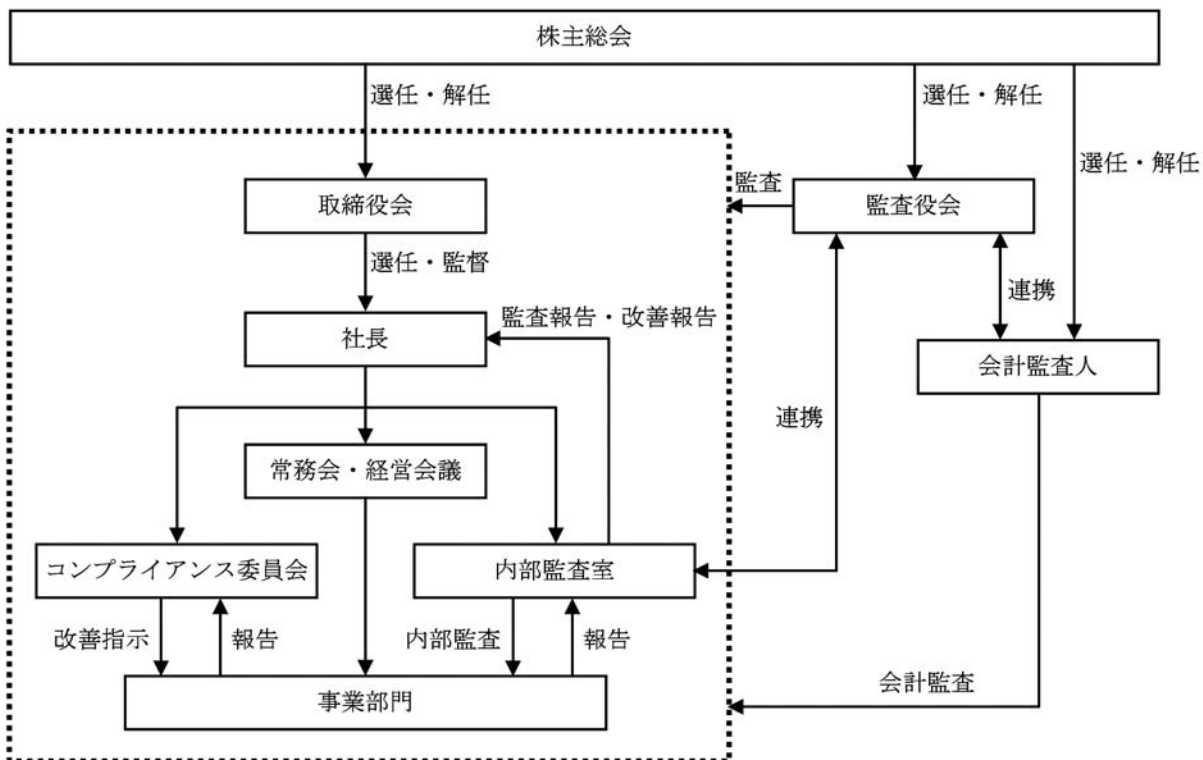 株主総会
選任・解任
選任・解任
選任・解任
監査
取締役会
監査役会
選任・監督
連携
監査報告・改善報告
社長
会計監査人
連携
常務会・経営会議
コンプライアンス委員会
内部監査室
改善指示
報告
内部監査
報告
会計監査
事業部門